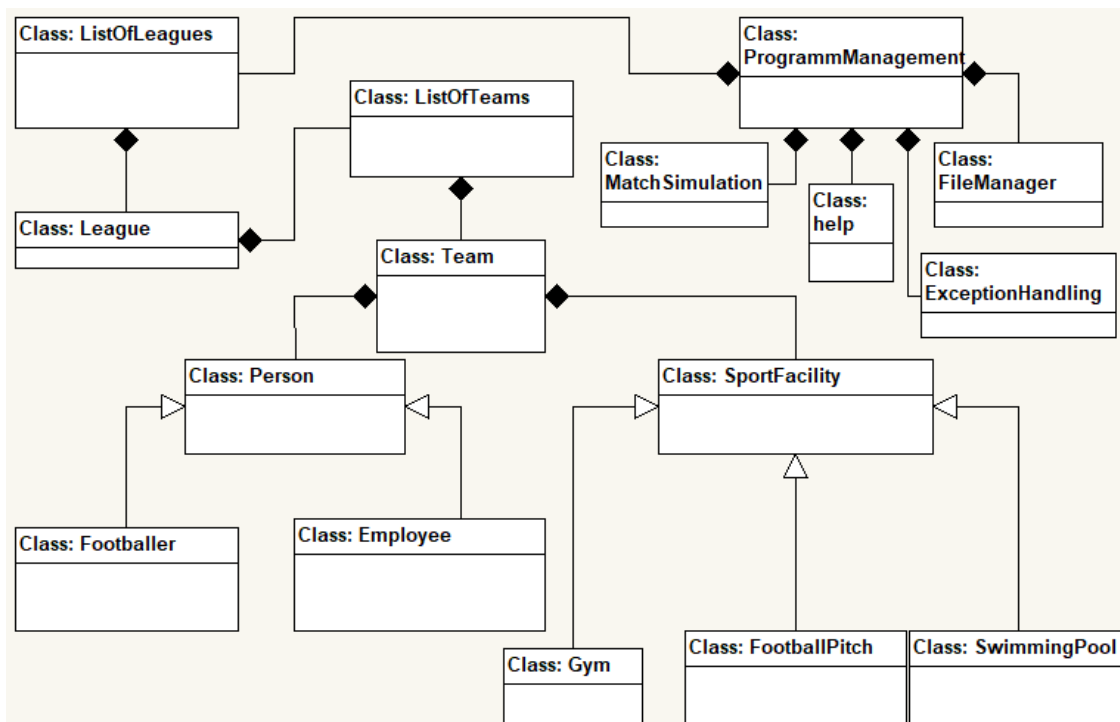 Class: ListOfLeagues
Class:
ProgrammManagement
Class: ListOfTeams
Class:
MatchSimulation
Class:
help
Class:
FileManager
Class: League
Class: Team
Class:
ExceptionHandling
Class: Person
Class: SportFacility
Class: Footballer
Class: Employee
Class: Gym
Class: FootballPitch
Class: SwimmingPool